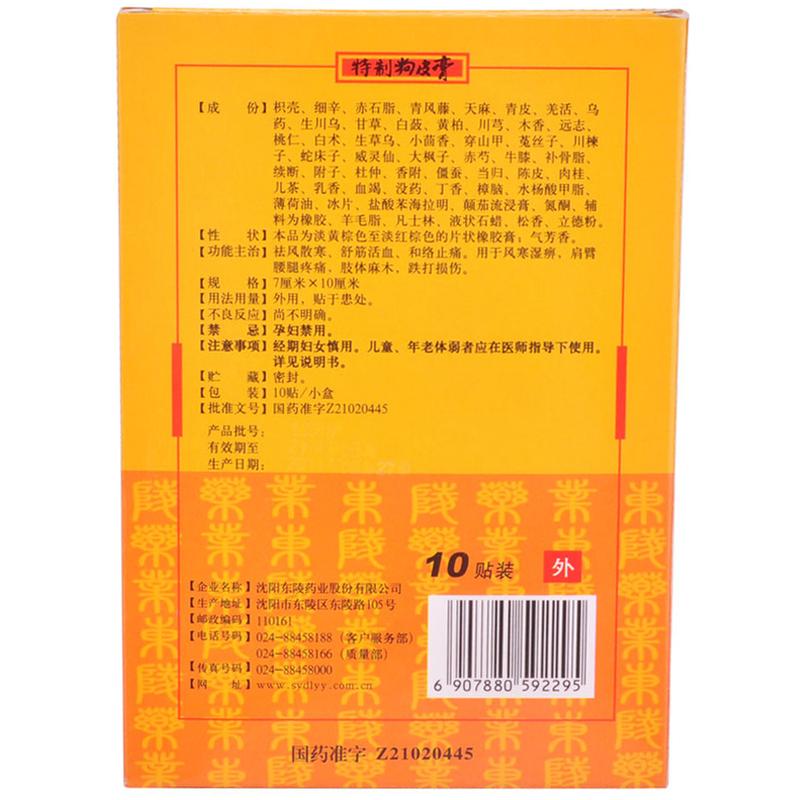 特制狗皮膏
【成份】枳壳、细辛、赤石脂、青风藤、天麻、青皮、羌活、乌
药、生川乌、甘草、白蔹、黄柏、川芎、木香、远志、
桃仁、白术、生草乌、小茴香、穿山甲、菟丝子、川楝
子、蛇床子、威灵仙、大枫子、赤芍、牛膝、补骨脂、
续断、附子、杜仲、香附、僵蚕、当归、陈皮、肉桂、
儿茶、乳香、血竭、没药、丁香、樟脑、水杨酸甲脂、
薄荷油、冰片、盐酸苯海拉明、颠茄流浸膏、氮酮、辅
料为橡胶、羊毛脂、凡士林、液状石蜡、松香、立德粉。
【性状】本品为淡黄棕色至淡红棕色的片状橡胶膏；气芳香。
【功能主治】祛风散寒、舒筋活血、和络止痛。用于风寒湿痹，肩臂
腰腿疼痛，肢体麻木，跌打损伤。
【规格】7厘米×10厘米
【用法用量】外用，贴于患处。
【不良反应】尚不明确。
【禁忌】孕妇禁用。
【注意事项】经期妇女慎用。儿童、年老体弱者应在医师指导下使用。
详见说明书。
【贮藏】密封。
【包装】10贴/小盒
【批准文号】国药准字Z21020445
产品批号：
有效期至
生产日期：
10贴装 外
【企业名称】沈阳东陵药业股份有限公司
【生产地址】沈阳市东陵区东陵路105号
【邮政编码】110161
【电话号码】024-88458188（客户服务部）
024-88458166（质量部）
【传真号码】024-88458000
【网址】www.sydlyy.com.cn
6 907880 592295
国药准字 Z21020445